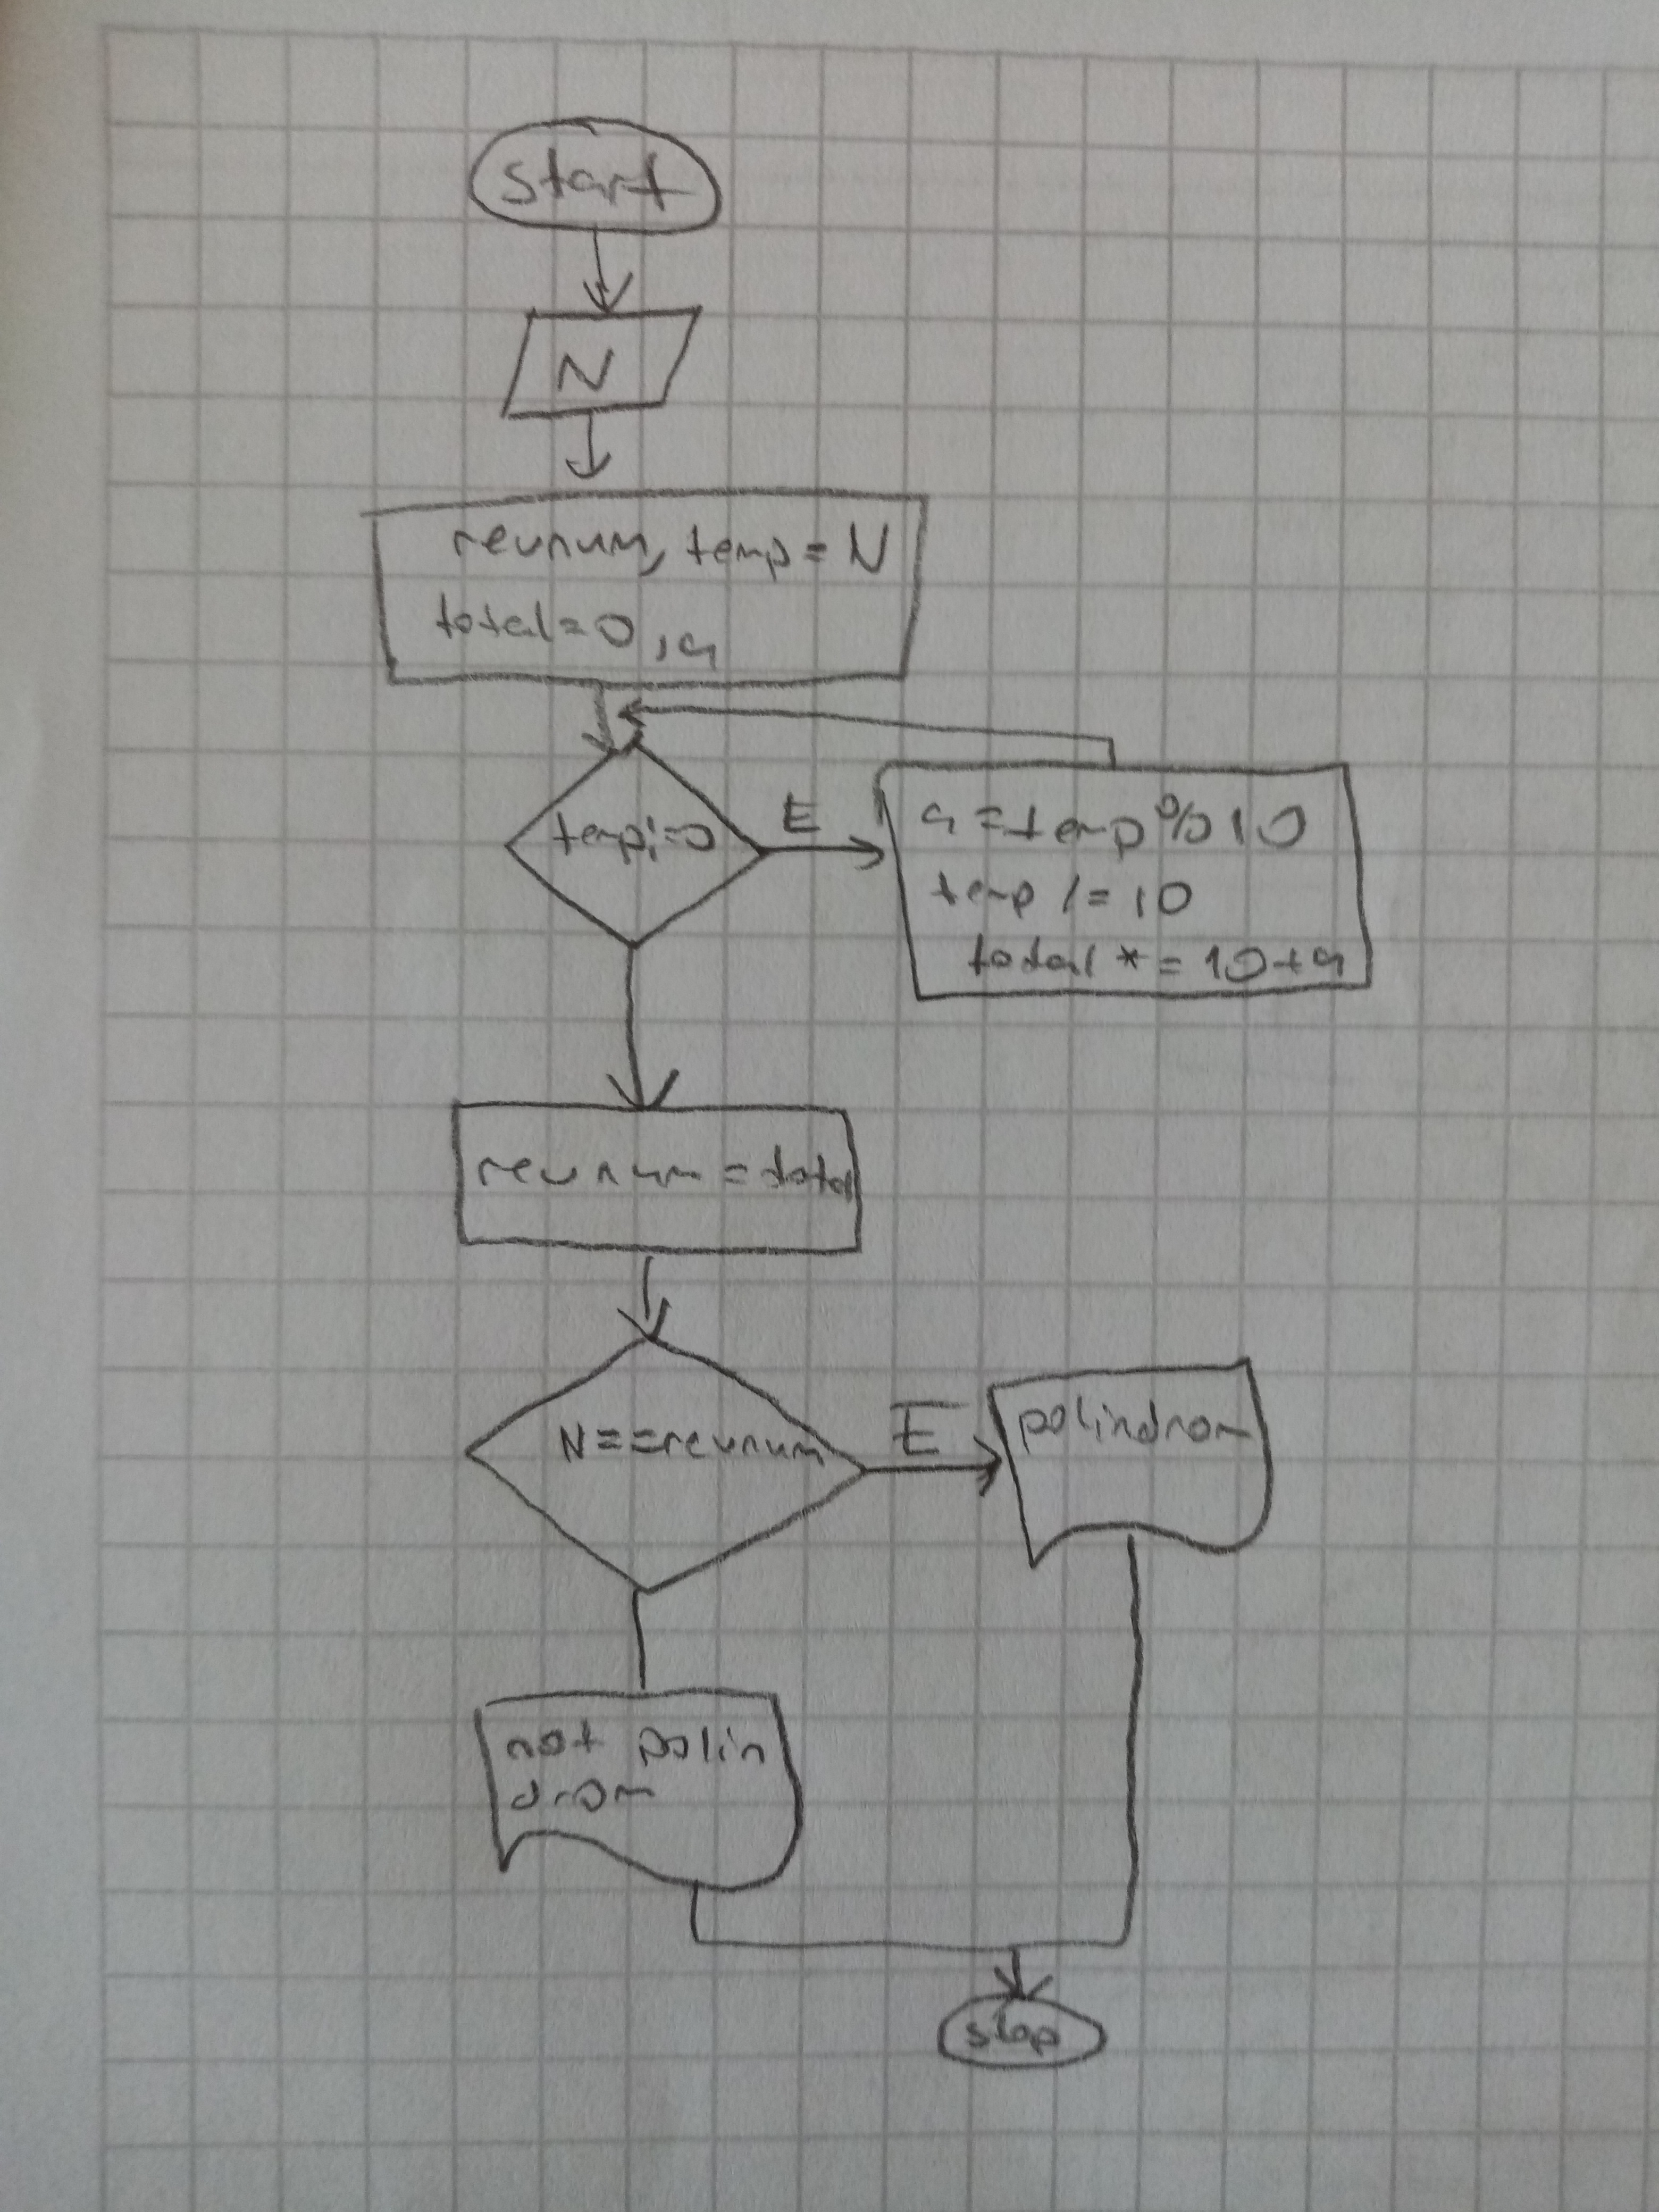 start
N
revnum, temp = N
total = 0 , a
temp != 0
E
a = temp % 10
temp /= 10
total *= 10 + a
revnum = total
N == revnum
E
polindrom
not polin
drom
stop